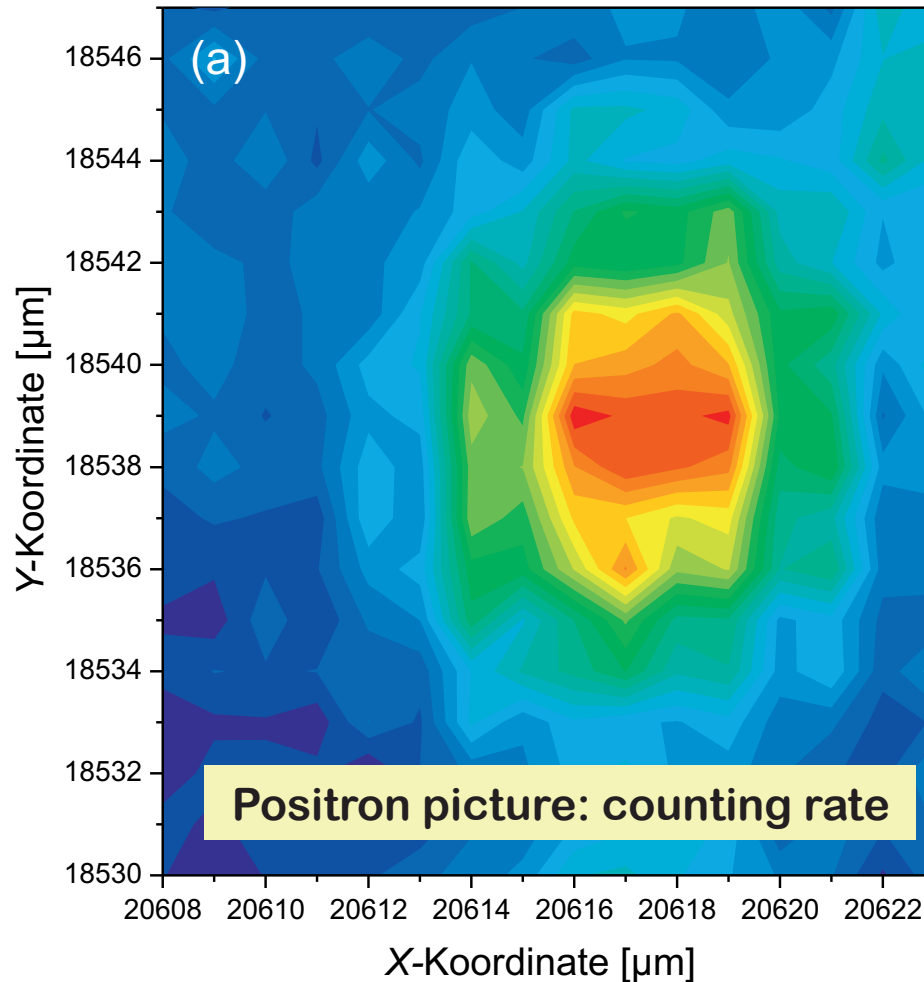 (a)
18546
18544
18542
18540
18538
18536
18534
18532
18530
Y-Koordinate [µm]
Positron picture: counting rate
20608 20610 20612 20614 20616 20618 20620 20622
X-Koordinate [µm]